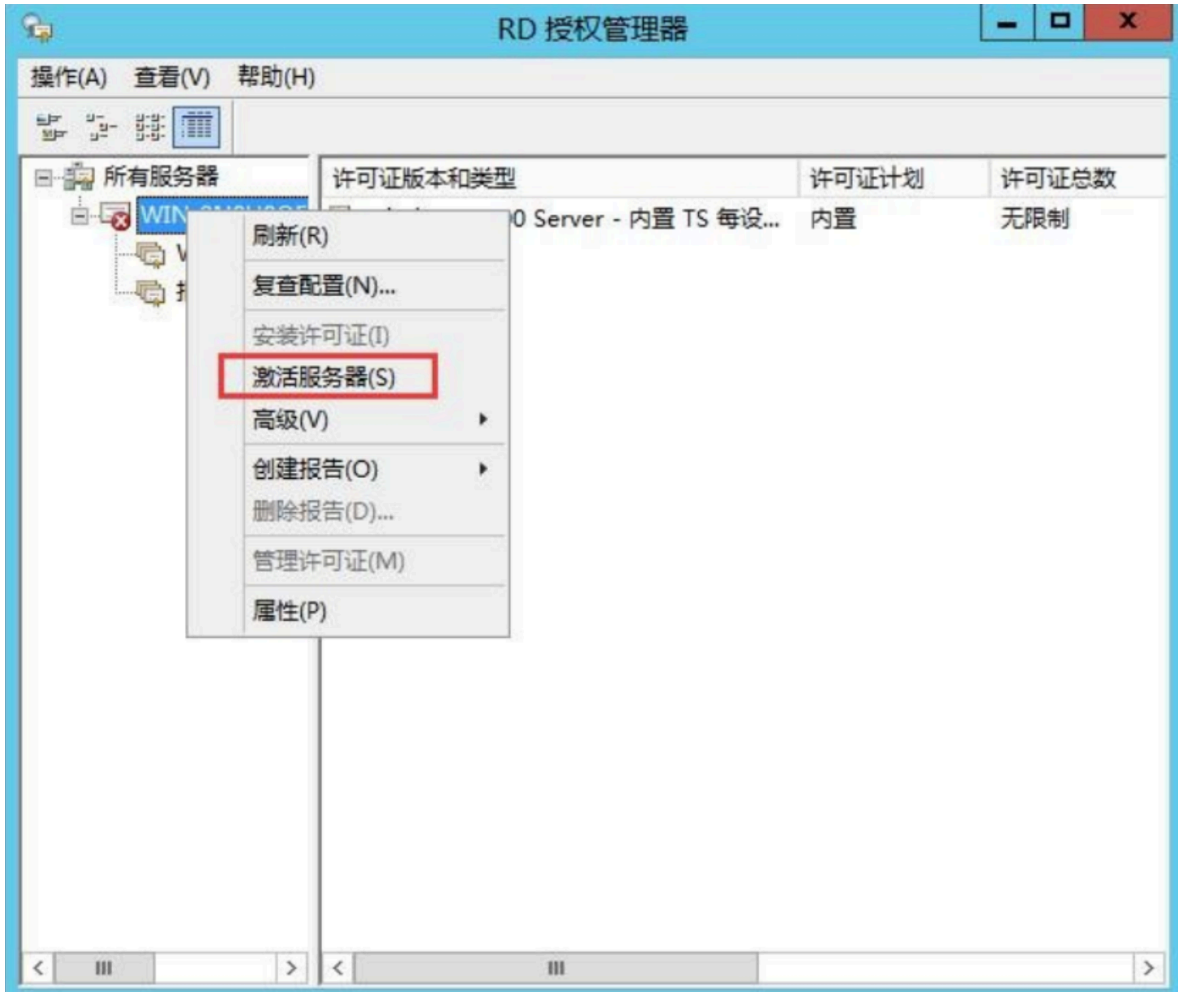 RD 授权管理器
操作(A) 查看(V) 帮助(H)
所有服务器
许可证版本和类型 许可证计划 许可证总数
Server - 内置 TS 每设... 内置 无限制
刷新(R)
复查配置(N)...
安装许可证(I)
激活服务器(S)
高级(V)
创建报告(O)
删除报告(D)...
管理许可证(M)
属性(P)